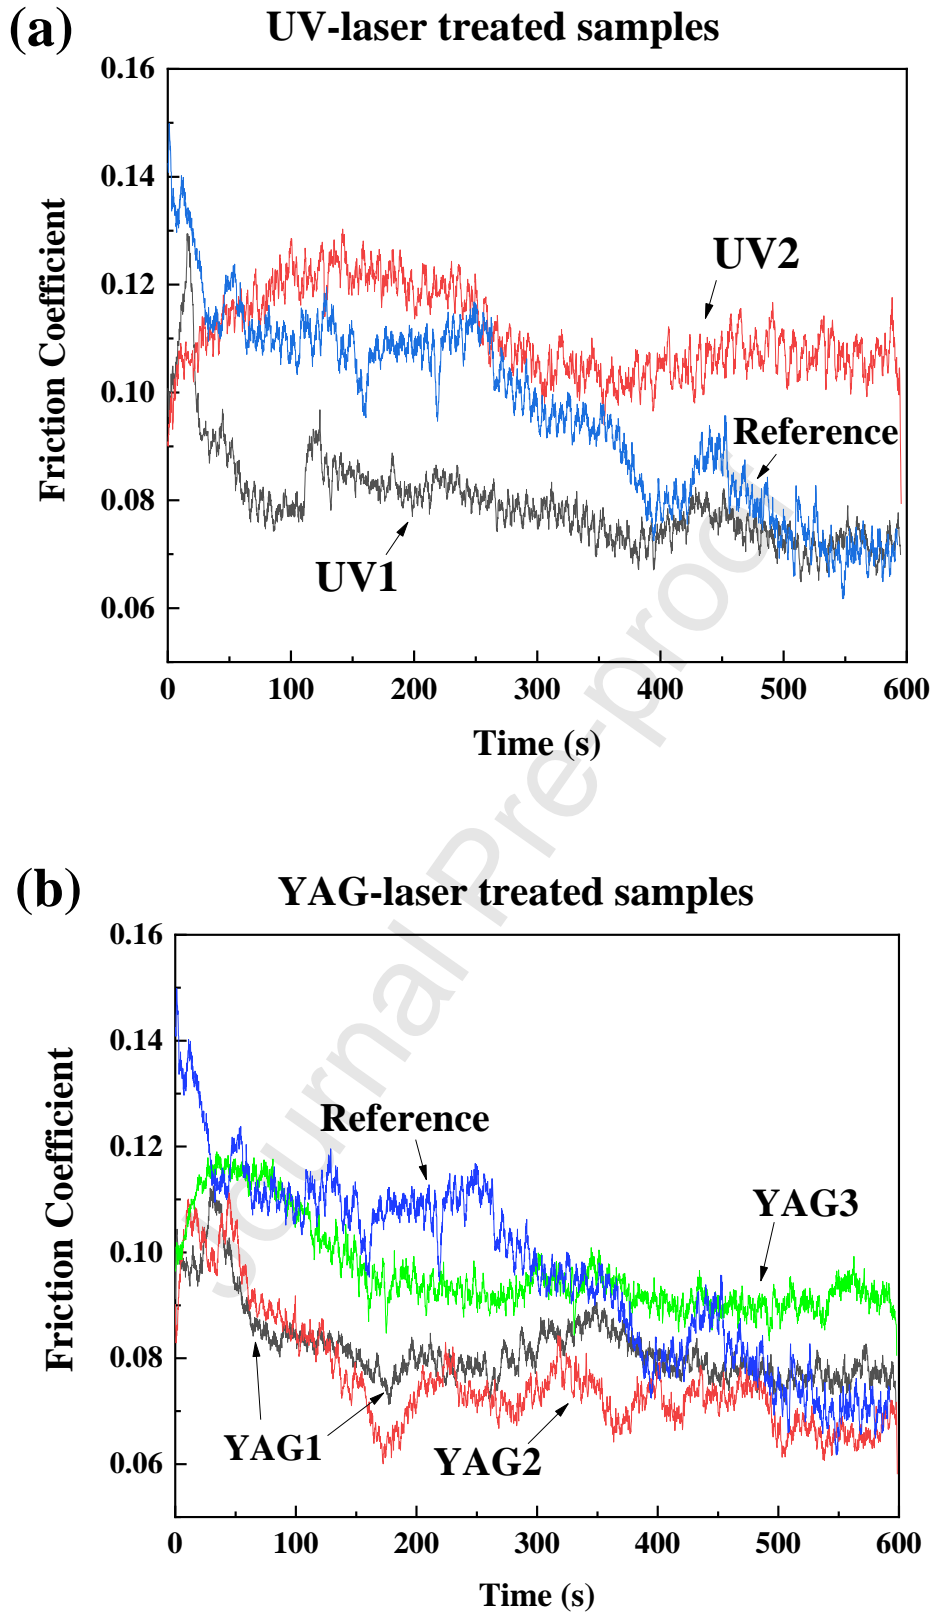 (a)
UV-laser treated samples
0.16
0.14
0.12
0.10
0.08
0.06
Friction Coefficient
UV2
Reference
UV1
0 100 200 300 400 500 600
Time (s)
Journal Pre-proof
(b)
YAG-laser treated samples
0.16
0.14
0.12
0.10
0.08
0.06
Friction Coefficient
Reference
YAG3
YAG1
YAG2
0 100 200 300 400 500 600
Time (s)